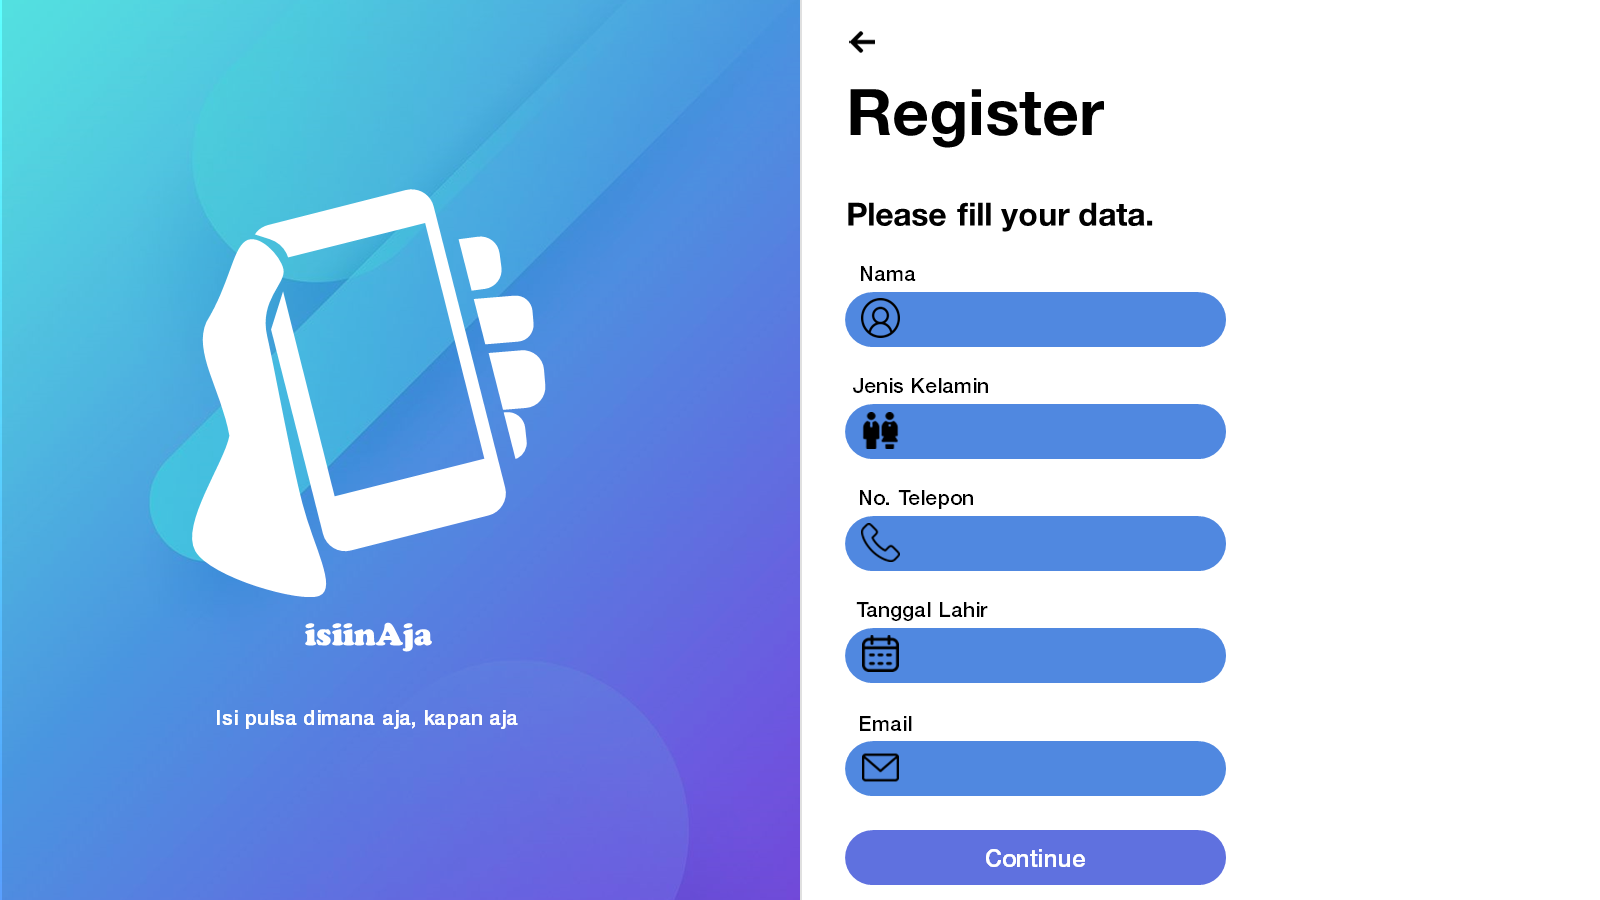 isiinAja
Isi pulsa dimana aja, kapan aja
Register
Please fill your data.
Nama
Jenis Kelamin
No. Telepon
Tanggal Lahir
Email
Continue